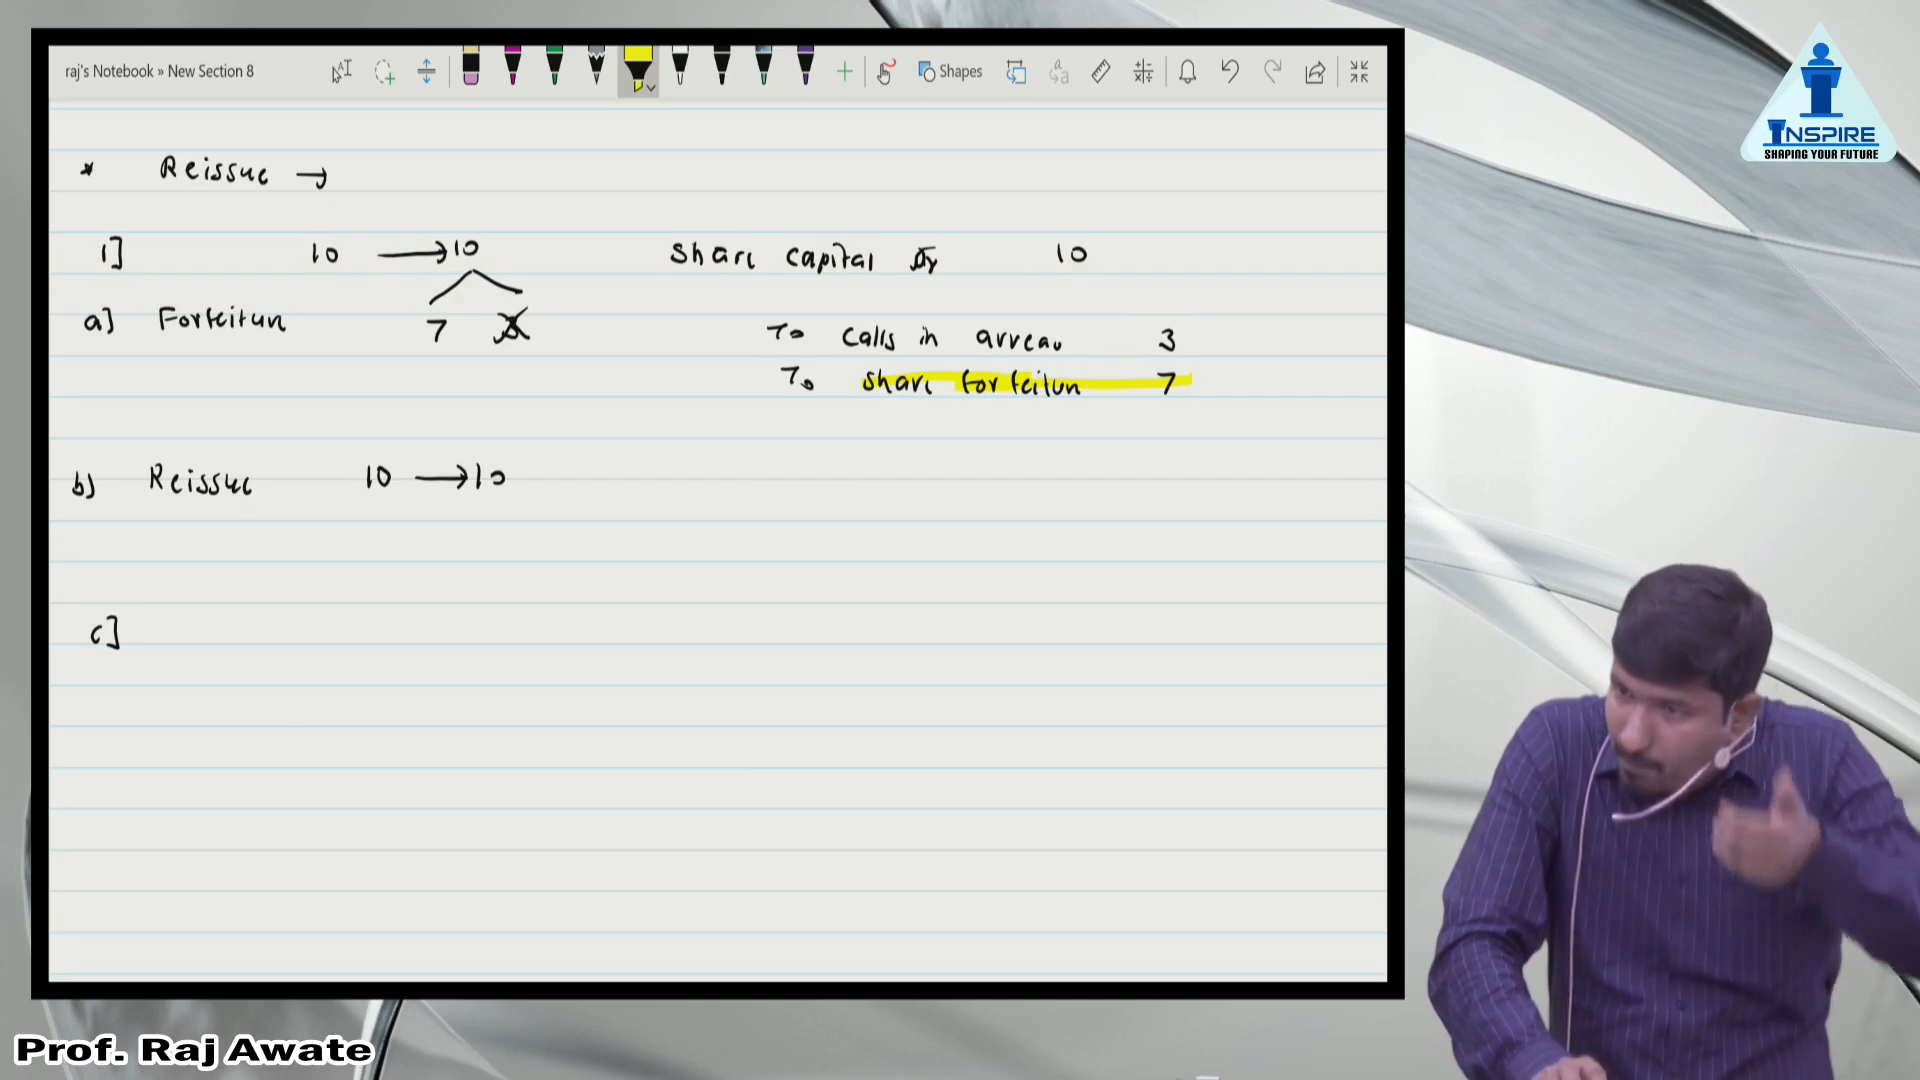 raj's Notebook » New Section 8
Shapes
INSPIRE
SHAPING YOUR FUTURE
* Reissue →
1] 10 → 10 Share capital Dr 10
a] Forfeiture 7 To Calls in arrears 3
To Share Forfeiture 7
b) Reissue 10 → 10
c]
Prof. Raj Awate